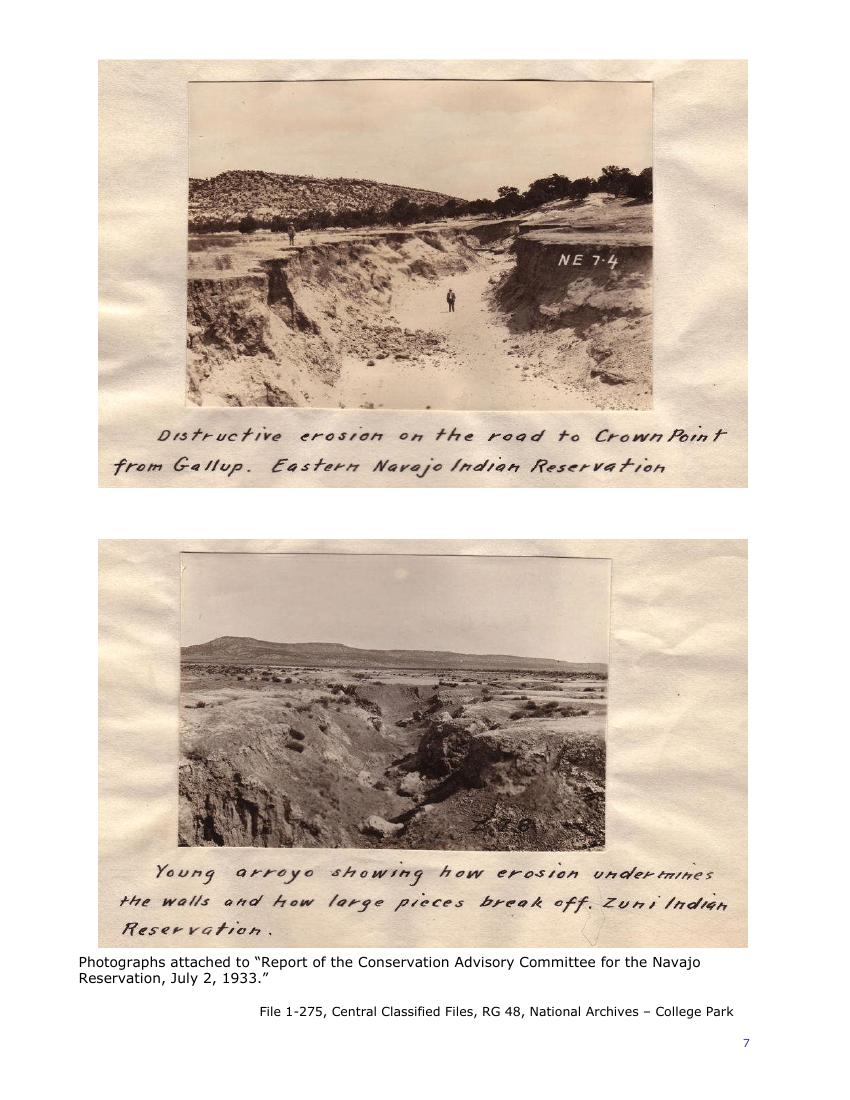 NE 7-4
Distructive erosion on the road to Crown Point
from Gallup. Eastern Navajo Indian Reservation
Young arroyo showing how erosion undermines
the walls and how large pieces break off. Zuni Indian
Reservation.
Photographs attached to “Report of the Conservation Advisory Committee for the Navajo
Reservation, July 2, 1933.”
File 1-275, Central Classified Files, RG 48, National Archives – College Park
7